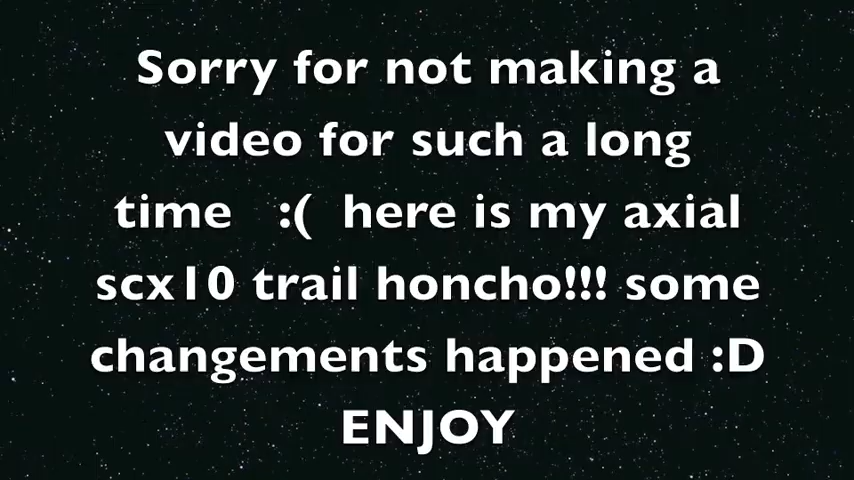 Sorry for not making a
video for such a long
time   :(  here is my axial
scx10 trail honcho!!! some
changements happened :D
ENJOY